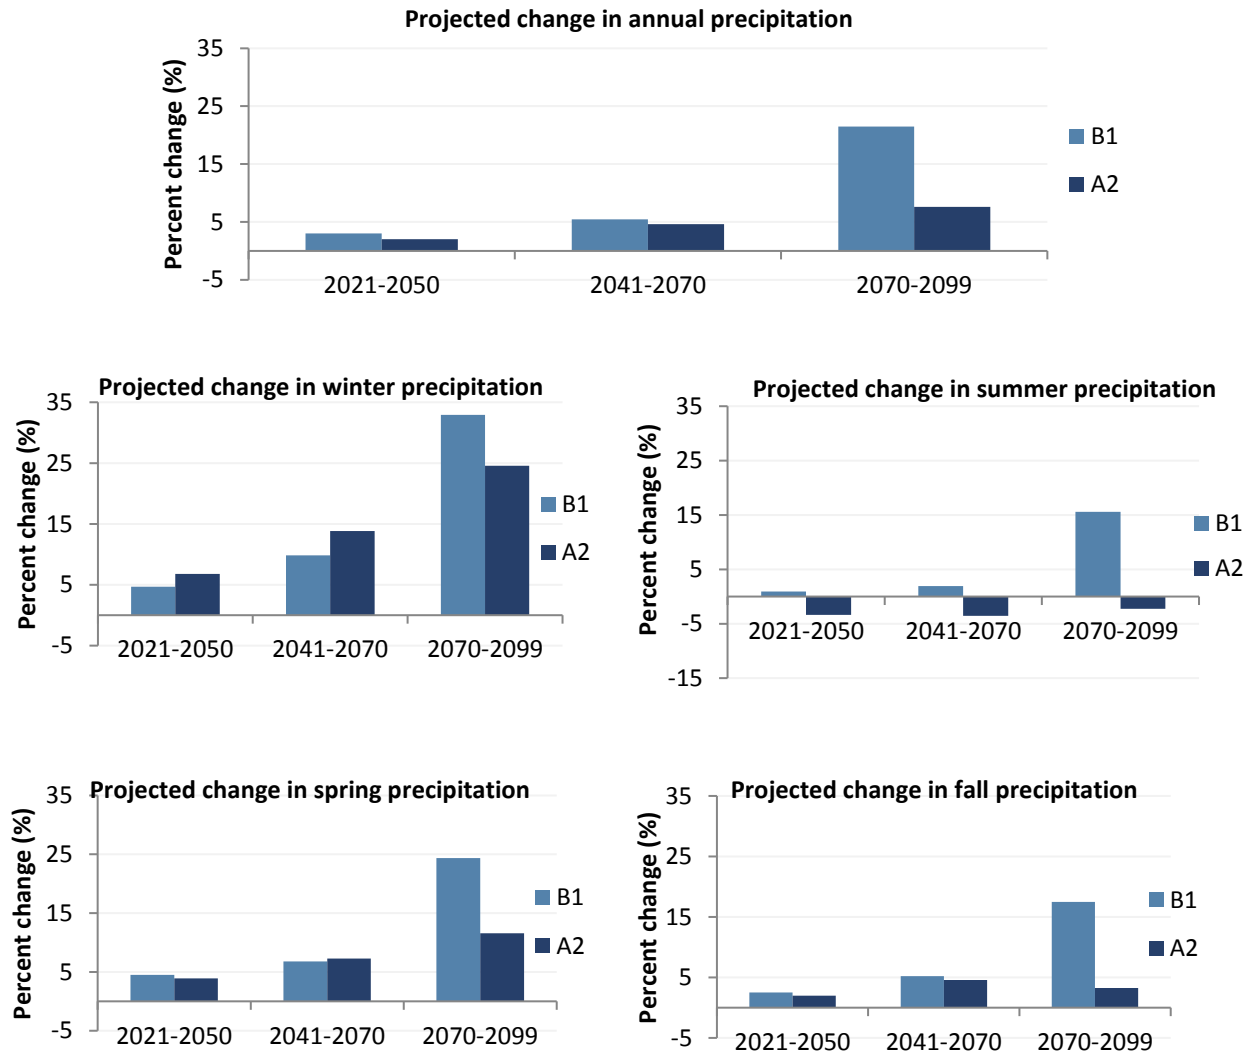 Projected change in annual precipitation
Percent change (%)
35
25
15
5
-5
2021-2050 2041-2070 2070-2099
B1
A2
Projected change in winter precipitation
Percent change (%)
35
25
15
5
-5
2021-2050 2041-2070 2070-2099
B1
A2
Projected change in summer precipitation
Percent change (%)
35
25
15
5
-5
-15
2021-2050 2041-2070 2070-2099
B1
A2
Projected change in spring precipitation
Percent change (%)
35
25
15
5
-5
2021-2050 2041-2070 2070-2099
B1
A2
Projected change in fall precipitation
Percent change (%)
35
25
15
5
-5
2021-2050 2041-2070 2070-2099
B1
A2